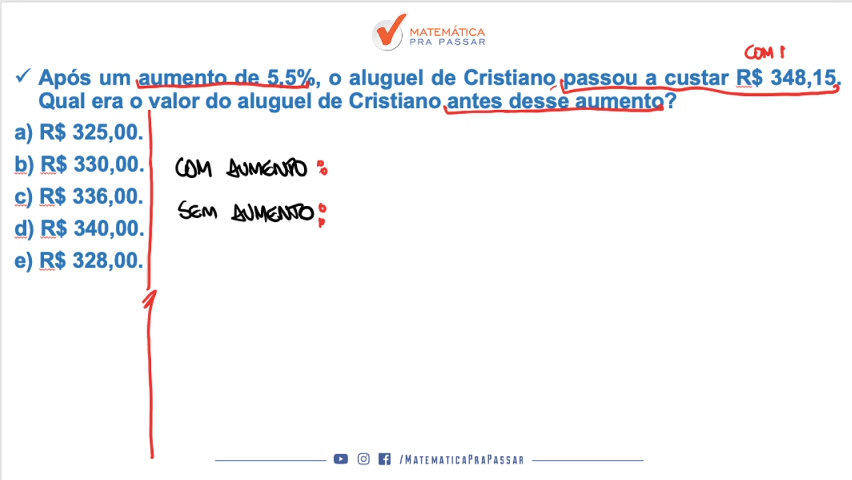 MATEMÁTICA
PRA PASSAR
COM
✓ Após um aumento de 5,5%, o aluguel de Cristiano passou a custar R$ 348,15.
Qual era o valor do aluguel de Cristiano antes desse aumento?
a) R$ 325,00.
b) R$ 330,00.
c) R$ 336,00.
d) R$ 340,00.
e) R$ 328,00.
COM AUMENTO :
SEM AUMENTO :
/MATEMATICAPRAPASSAR